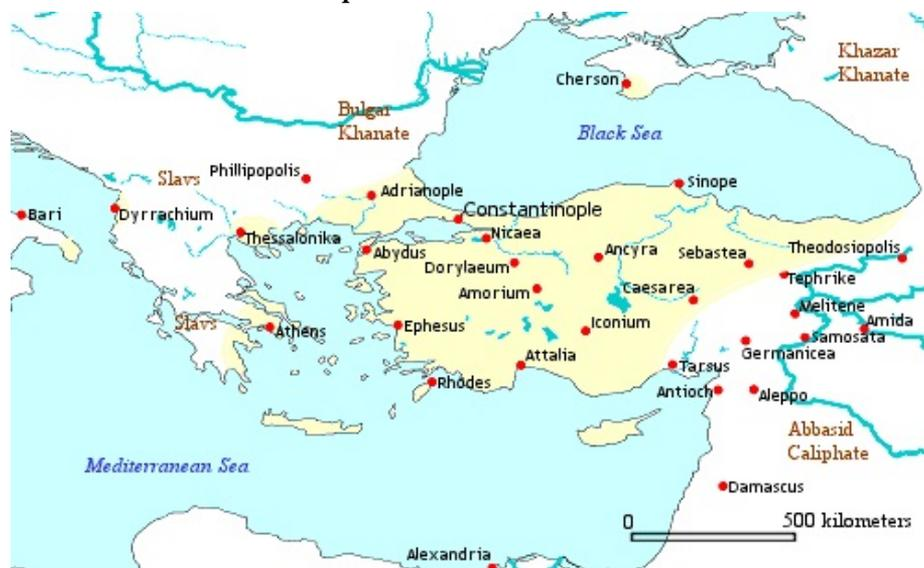 Khazar
Khanate
Cherson
Bulgar
Khanate
Black Sea
Phillipopolis
Slavs
Sinope
Adrianople
Bari
Dyrrachium
Constantinople
Nicaea
Thessalonika
Abydus
Ancyra
Sebastea
Theodosiopolis
Dorylaeum
Tephrike
Amorium
Caesarea
Melitene
Amida
Slavs
Athens
Ephesus
Iconium
Samosata
Germanicea
Attalia
Tarsus
Rhodes
Antioch
Aleppo
Abbasid
Caliphate
Mediterranean Sea
Damascus
0
500 kilometers
Alexandria